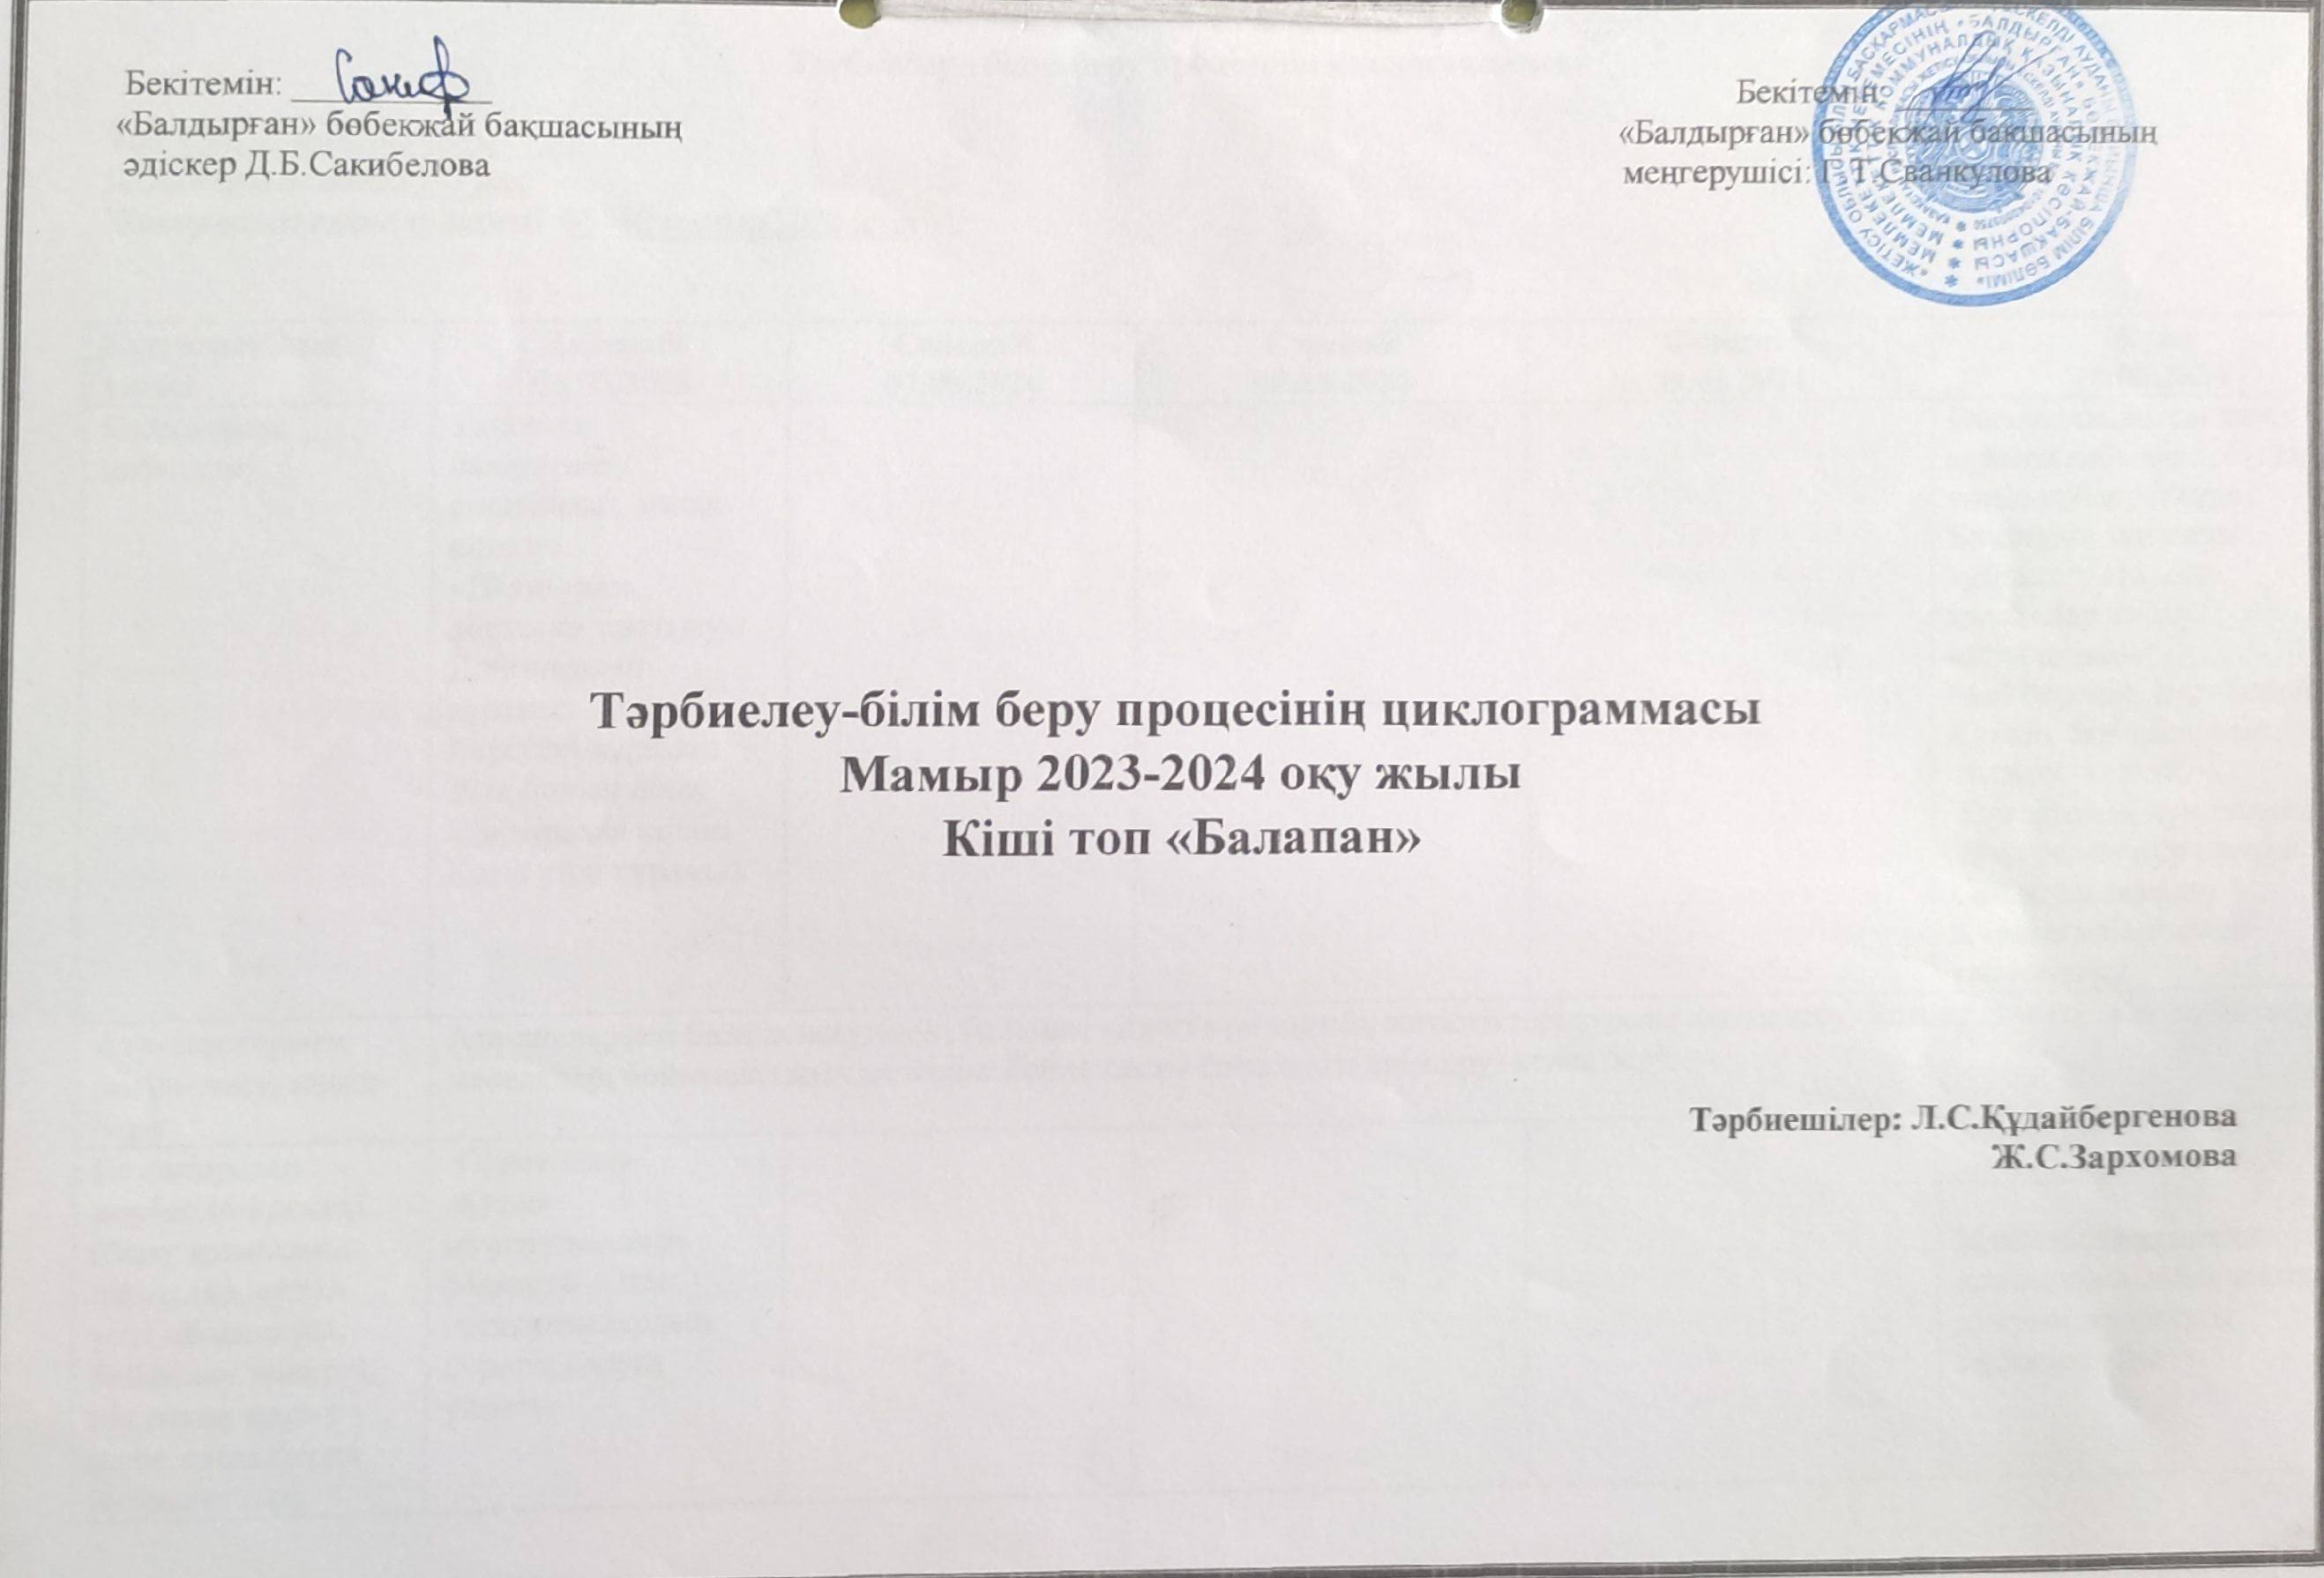 Бекітемін:
«Балдырған» бөбекжай бақшасының
әдіскер Д.Б.Сакибелова
Бекітемін
«Балдырған» бөбекжай бақшасының
меңгерушісі: Г.Т.Сванкулова
Тәрбиелеу-білім беру процесінің циклограммасы
Мамыр 2023-2024 оқу жылы
Кіші топ «Балапан»
Тәрбиешілер: Л.С.Құдайбергенова
Ж.С.Зархомова